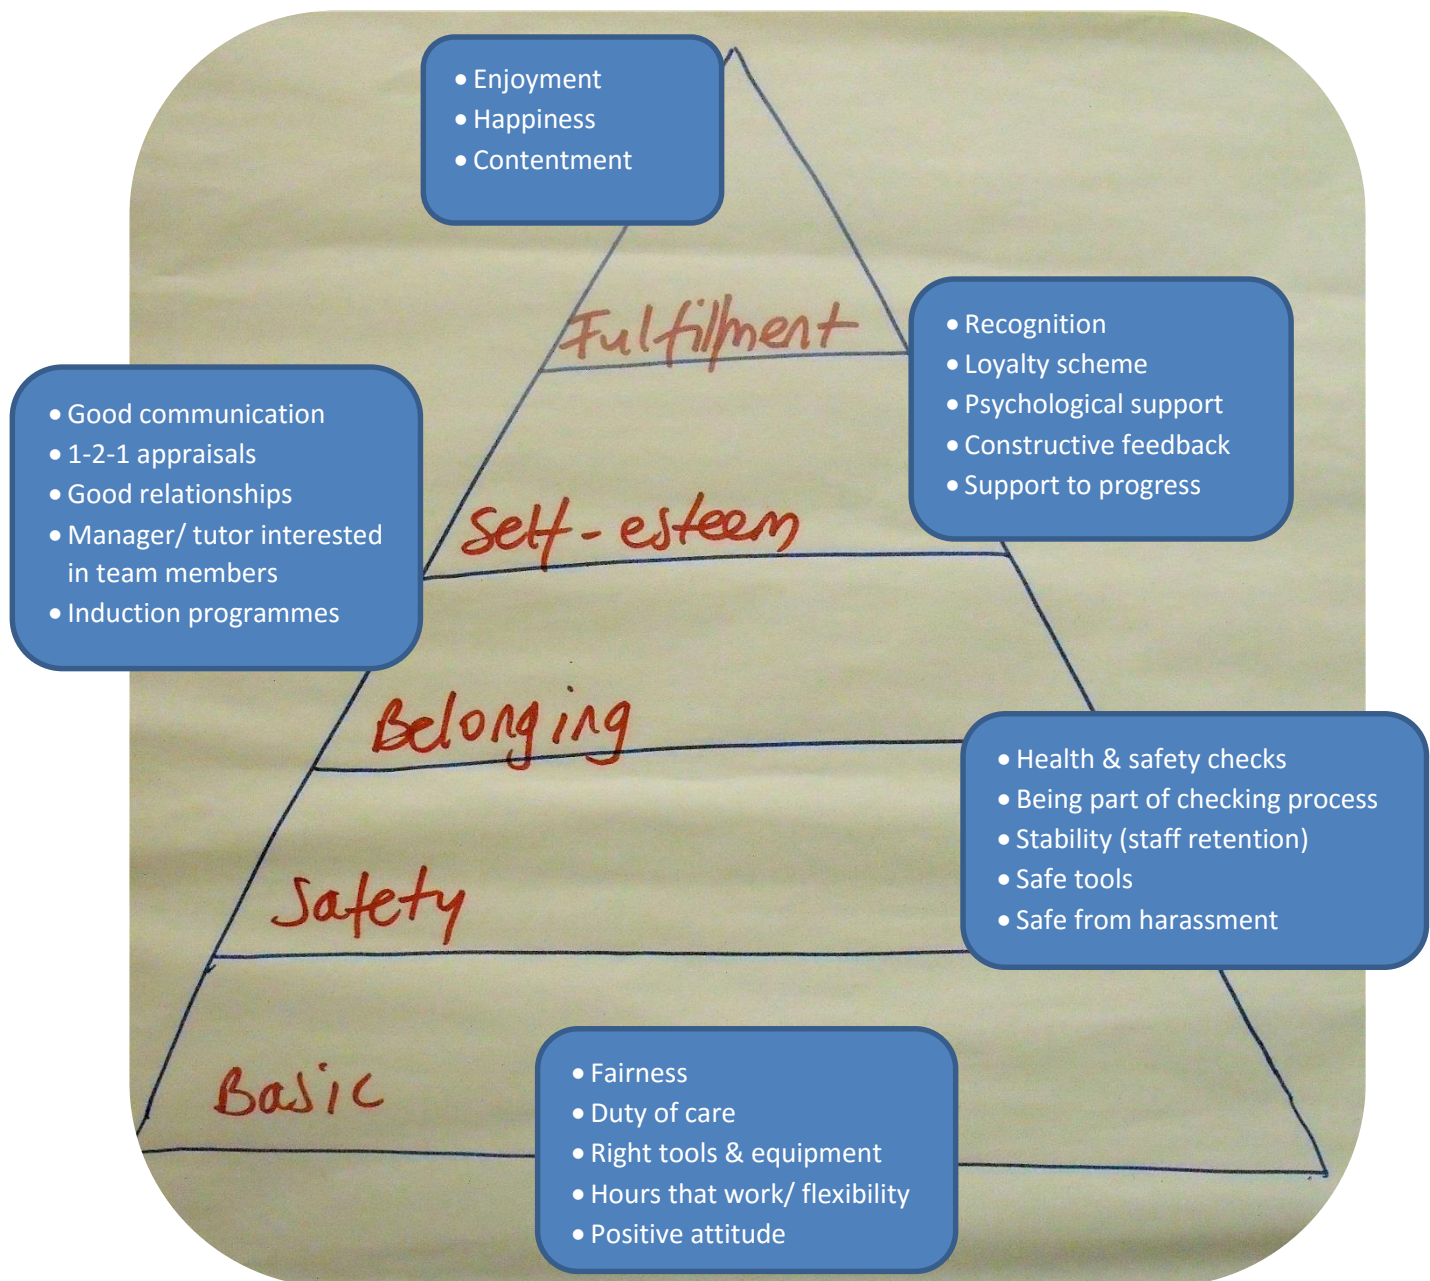 • Enjoyment
• Happiness
• Contentment
Fulfillment
• Recognition
• Loyalty scheme
• Psychological support
• Constructive feedback
• Support to progress
• Good communication
• 1-2-1 appraisals
• Good relationships
• Manager/ tutor interested
in team members
• Induction programmes
Self-esteem
Belonging
• Health & safety checks
• Being part of checking process
• Stability (staff retention)
• Safe tools
• Safe from harassment
Safety
Basic
• Fairness
• Duty of care
• Right tools & equipment
• Hours that work/ flexibility
• Positive attitude